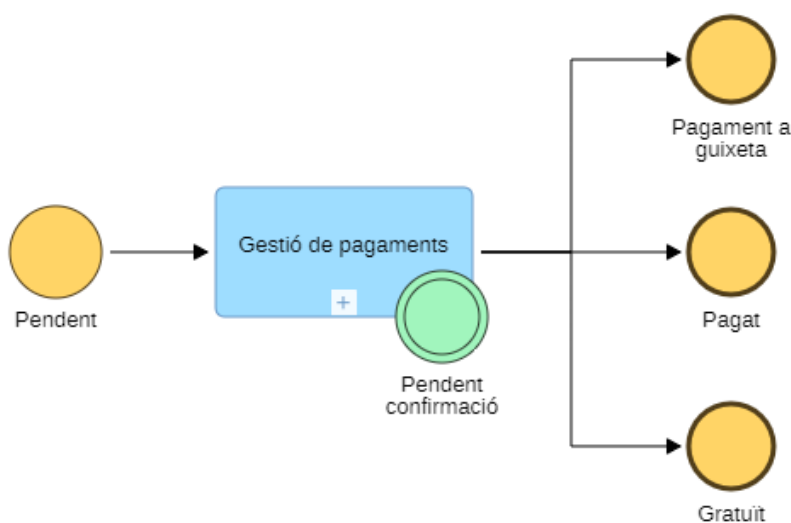 Pagament a
guixeta
Gestió de pagaments
Pendent
Pagat
Pendent
confirmació
Gratuït